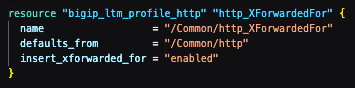 resource "bigip_ltm_profile_http" "http_XForwardedFor" {
  name                = "/Common/http_XForwardedFor"
  defaults_from       = "/Common/http"
  insert_xforwarded_for = "enabled"
}